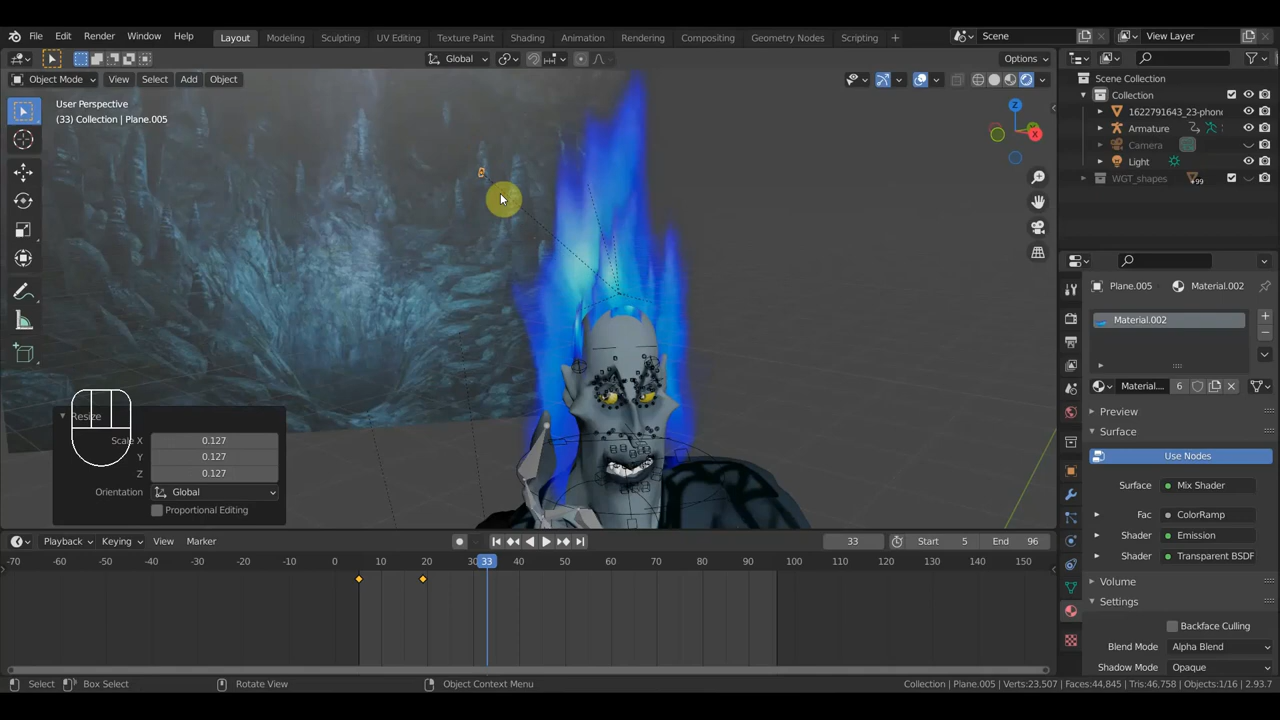 File Edit Render Window Help Layout Modeling Sculpting UV Editing Texture Paint Shading Animation Rendering Compositing Geometry Nodes Scripting + Scene View Layer
Global Options
Object Mode View Select Add Object
User Perspective
(33) Collection | Plane.005
Z
X
Resize
Scale X 0.127
Y 0.127
Z 0.127
Orientation Global
Proportional Editing
Scene Collection
Collection
1622791643_23-phone
Armature
Camera
Light
WGT_shapes 99
Plane.005 Material.002
Material.002
Material... 6
Preview
Surface
Use Nodes
Surface Mix Shader
Fac ColorRamp
Shader Emission
Shader Transparent BSDF
Volume
Settings
Backface Culling
Blend Mode Alpha Blend
Shadow Mode Opaque
Playback Keying View Marker 33 Start 5 End 96
-70 -60 -50 -40 -30 -20 -10 0 10 20 30 33 40 50 60 70 80 90 100 110 120 130 140 150
Select Box Select Rotate View Object Context Menu Collection | Plane.005 | Verts:23,507 | Faces:44,845 | Tris:46,758 | Objects:1/16 | 2.93.7